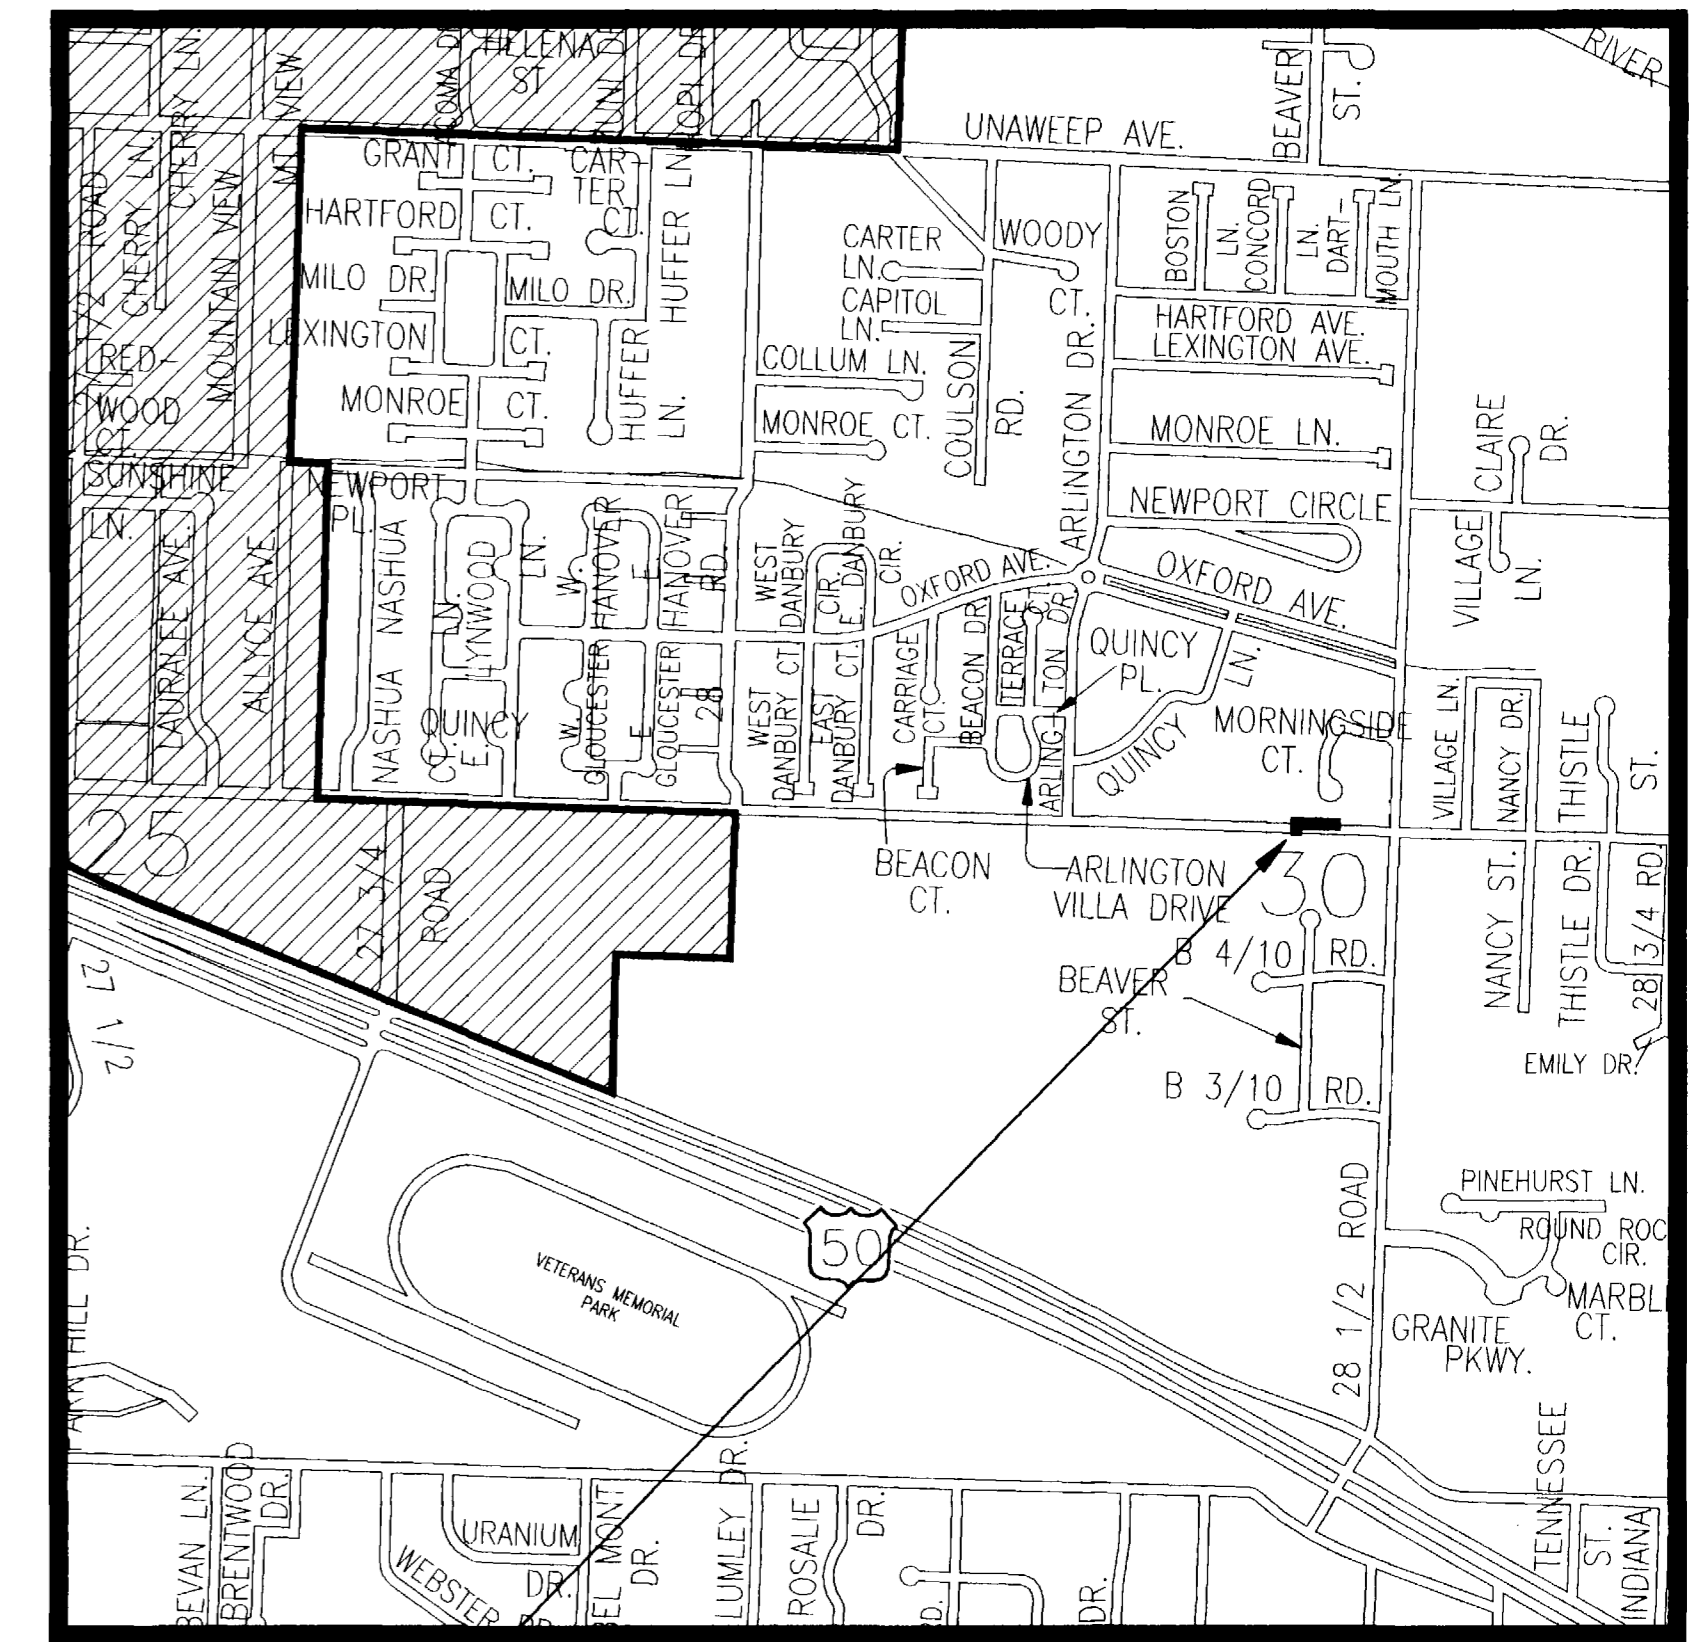 HELENA
ST
CHERRY LN.
MT VIEW
RIVER
BEAVER
ST.
UNAWEEP AVE.
GRANT CT.
CAR-
TER
CT.
HUFFER LN.
HARTFORD CT.
MILO DR.
MILO DR.
LEXINGTON CT.
MONROE CT.
HUFFER
LN.
ROAD
CHERRY LN.
MOUNTAIN VIEW
RED-
WOOD
CT.
SUNSHINE
LN.
CARTER
LN.
CAPITOL
LN.
COLLUM LN.
MONROE CT.
COULSON
RD.
WOODY
CT.
ARLINGTON DR.
BOSTON
LN.
CONCORD
LN.
DART-
MOUTH LN.
HARTFORD AVE.
LEXINGTON AVE.
MONROE LN.
NEWPORT CIRCLE
CLAIRE
DR.
VILLAGE
LN.
NEWPORT
PL.
LAURALEE AVE.
ALLYCE AVE
NASHUA
NASHUA
NASHUA
CT.
LYNWOOD
LN.
LN.
QUINCY
E.
W.
HANOVER
E
HANOVER
RD.
28
W.
GLOUCESTER
E
GLOUCESTER
WEST
DANBURY
CIR.
E. DANBURY
CIR.
WEST
DANBURY CT.
EAST
DANBURY CT.
CARRIAGE
CT.
OXFORD AVE.
OXFORD AVE.
BEACON DR.
TERRACE
CT.
ARLINGTON DR.
QUINCY
PL.
QUINCY
LN.
MORNINGSIDE
CT.
VILLAGE LN.
NANCY DR.
THISTLE
ST.
25
27 3/4
ROAD
BEACON
CT.
ARLINGTON
VILLA DRIVE
30
B 4/10 RD.
BEAVER
ST.
B 3/10 RD.
NANCY ST.
THISTLE DR.
28 3/4 RD.
EMILY DR.
27 1/2
50
VETERANS MEMORIAL
PARK
28 1/2 ROAD
PINEHURST LN.
ROUND ROC
CIR.
MARBL
CT.
GRANITE
PKWY.
HILL DR.
BEVAN LN.
BRENTWOOD
DR.
URANIUM
DR.
WEBSTER
BEL MONT
DR.
LUMLEY DR.
ROSALIE
DR.
DR.
TENNESSEE
ST.
INDIANA